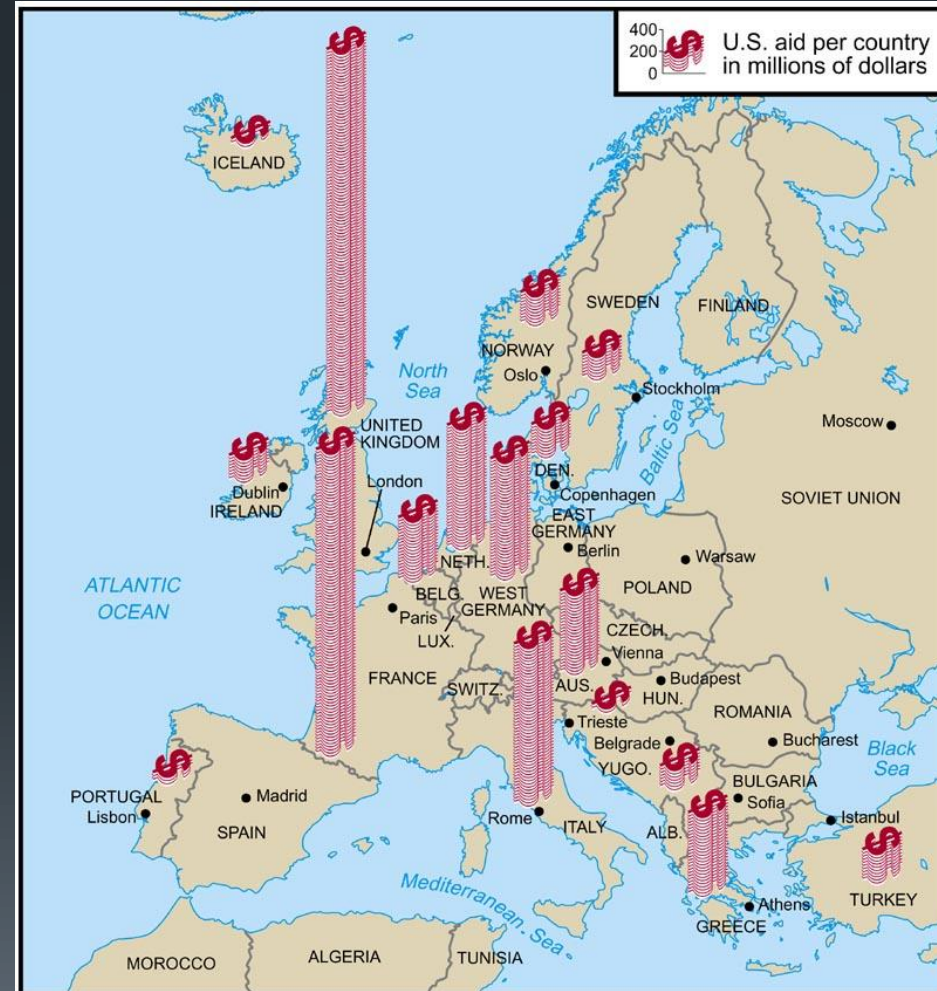 400
200
0
U.S. aid per country
in millions of dollars
$
ICELAND
SWEDEN
FINLAND
NORWAY
Oslo
North
Sea
Stockholm
Baltic Sea
Moscow
UNITED
KINGDOM
London
Dublin
IRELAND
DEN.
Copenhagen
SOVIET UNION
EAST
GERMANY
Berlin
Warsaw
NETH.
POLAND
ATLANTIC
OCEAN
BELG.
WEST
GERMANY
Paris
LUX.
CZECH.
Vienna
FRANCE
SWITZ.
AUS.
Budapest
HUN.
ROMANIA
Trieste
Belgrade
Bucharest
Black
Sea
YUGO.
BULGARIA
Sofia
PORTUGAL
Lisbon
Madrid
SPAIN
Rome
ITALY
ALB.
Istanbul
TURKEY
Mediterranean Sea
Athens
GREECE
MOROCCO
ALGERIA
TUNISIA